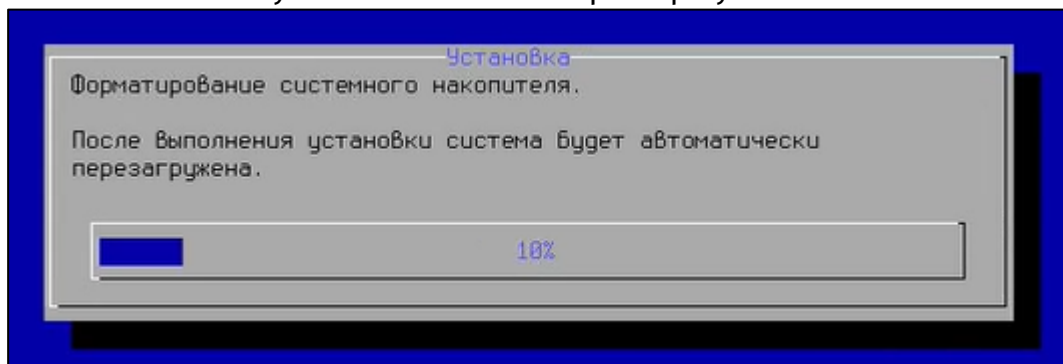 Установка
Форматирование системного накопителя.
После выполнения установки система будет автоматически
перезагружена.
10%